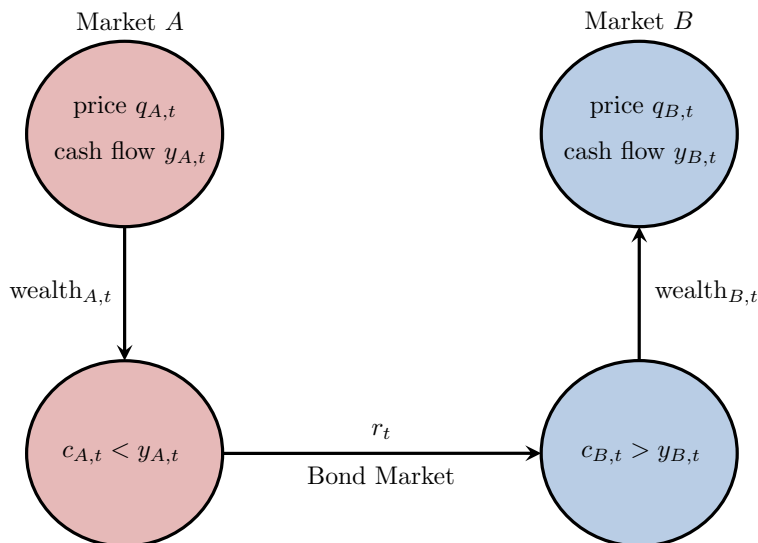 Market A
Market B
price q_{A,t}
cash flow y_{A,t}
price q_{B,t}
cash flow y_{B,t}
wealth_{A,t}
wealth_{B,t}
c_{A,t} < y_{A,t}
r_t
Bond Market
c_{B,t} > y_{B,t}